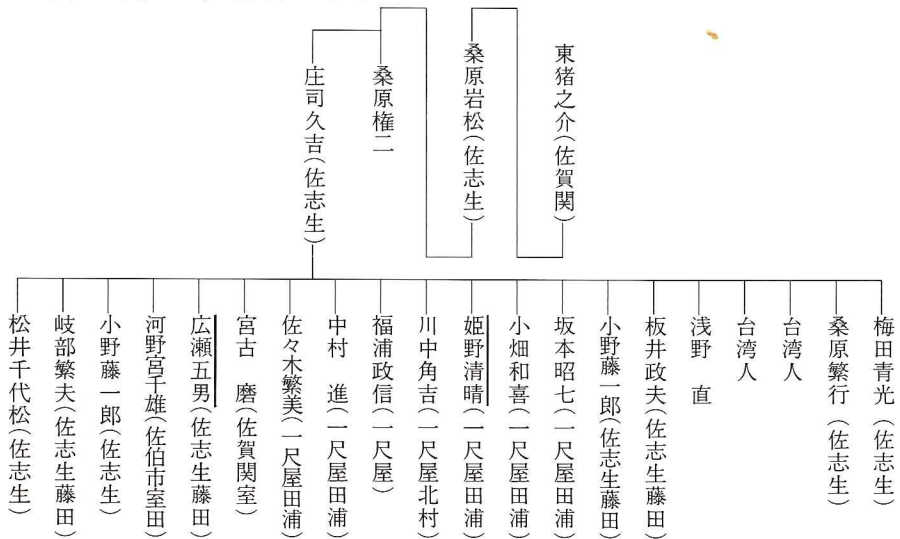 東猪之介(佐賀関)
桑原岩松(佐志生)
桑原権二
庄司久吉(佐志生)
梅田青光(佐志生)
桑原繁行(佐志生)
台湾人
台湾人
浅野 直
板井政夫(佐志生藤田)
小野藤一郎(佐志生藤田)
坂本昭七(一尺屋田浦)
小畑和喜(一尺屋田浦)
姫野清晴(一尺屋田浦)
川中角吉(一尺屋北村)
福浦政信(一尺屋)
中村 進(一尺屋田浦)
佐々木繁美(一尺屋田浦)
宮古 磨(佐賀関室)
広瀬五男(佐志生藤田)
河野宮千雄(佐伯市室田)
小野藤一郎(佐志生)
岐部繁夫(佐志生藤田)
松井千代松(佐志生)